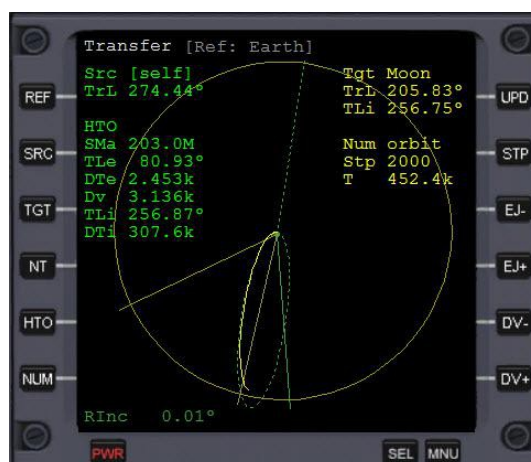 Transfer [Ref: Earth]
Src [self]
TrL 274.44°
HTO
SMa 203.0M
TLe 80.93°
DTe 2.453k
Dv 3.136k
TLi 256.87°
DTi 307.6k
Tgt Moon
TrL 205.83°
TLi 256.75°
Num orbit
Stp 2000
T 452.4k
RInc 0.01°
REF
SRC
TGT
NT
HTO
NUM
UPD
STP
EJ-
EJ+
DV-
DV+
PWR
SEL
MNU